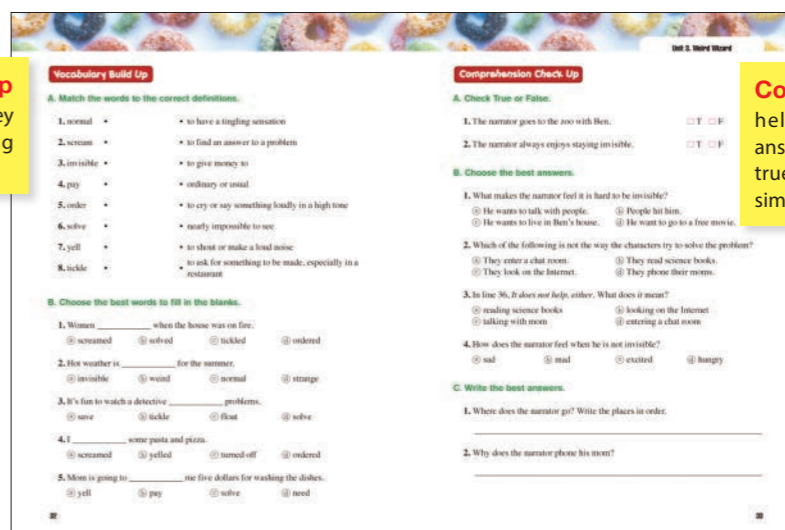 Unit 3. Weird Wizard
p
ey
g
Vocabulary Build Up
A. Match the words to the correct definitions.
1. normal • • to have a tingling sensation
2. scream • • to find an answer to a problem
3. invisible • • to give money to
4. pay • • ordinary or usual
5. order • • to cry or say something loudly in a high tone
6. solve • • nearly impossible to see
7. yell • • to shout or make a loud noise
8. tickle • • to ask for something to be made, especially in a
restaurant
B. Choose the best words to fill in the blanks.
1. Women __________ when the house was on fire.
ⓐ screamed ⓑ solved ⓒ tickled ⓓ ordered
2. Hot weather is __________ for the summer.
ⓐ invisible ⓑ weird ⓒ normal ⓓ strange
3. It's fun to watch a detective __________ problems.
ⓐ save ⓑ tickle ⓒ float ⓓ solve
4. I __________ some pasta and pizza.
ⓐ screamed ⓑ yelled ⓒ turned off ⓓ ordered
5. Mom is going to __________ me five dollars for washing the dishes.
ⓐ yell ⓑ pay ⓒ solve ⓓ need
32
Comprehension Check Up
A. Check True or False.
1. The narrator goes to the zoo with Ben. □T □F
2. The narrator always enjoys staying invisible. □T □F
B. Choose the best answers.
1. What makes the narrator feel it is hard to be invisible?
ⓐ He wants to talk with people. ⓑ People hit him.
ⓒ He wants to live in Ben's house. ⓓ He want to go to a free movie.
2. Which of the following is not the way the characters try to solve the problem?
ⓐ They enter a chat room. ⓑ They read science books.
ⓒ They look on the Internet. ⓓ They phone their moms.
3. In line 36, It does not help, either. What does it mean?
ⓐ reading science books ⓑ looking on the Internet
ⓒ talking with mom ⓓ entering a chat room
4. How does the narrator feel when he is not invisible?
ⓐ sad ⓑ mad ⓒ excited ⓓ hungry
C. Write the best answers.
1. Where does the narrator go? Write the places in order.
2. Why does the narrator phone his mom?
33
Co
hel
ans
true
sim